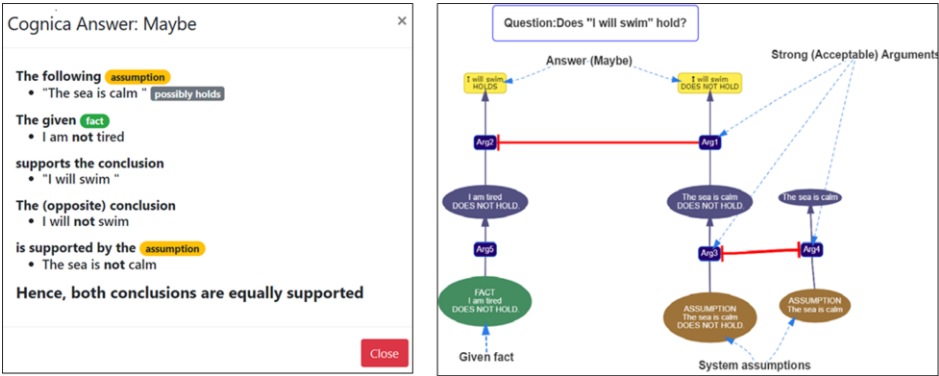 Cognica Answer: Maybe
×
The following assumption
• "The sea is calm " possibly holds
The given fact
• I am not tired
supports the conclusion
• "I will swim "
The (opposite) conclusion
• I will not swim
is supported by the assumption
• The sea is not calm
Hence, both conclusions are equally supported
Close
Question:Does "I will swim" hold?
Answer (Maybe)
Strong (Acceptable) Arguments
I will swim
HOLDS
I will swim
DOES NOT HOLD
Arg2
Arg1
I am tired
DOES NOT HOLD.
The sea is calm
DOES NOT HOLD.
The sea is calm
Arg5
Arg3
Arg4
FACT
I am tired
DOES NOT HOLD.
ASSUMPTION
The sea is calm
DOES NOT HOLD.
ASSUMPTION
The sea is calm
Given fact
System assumptions